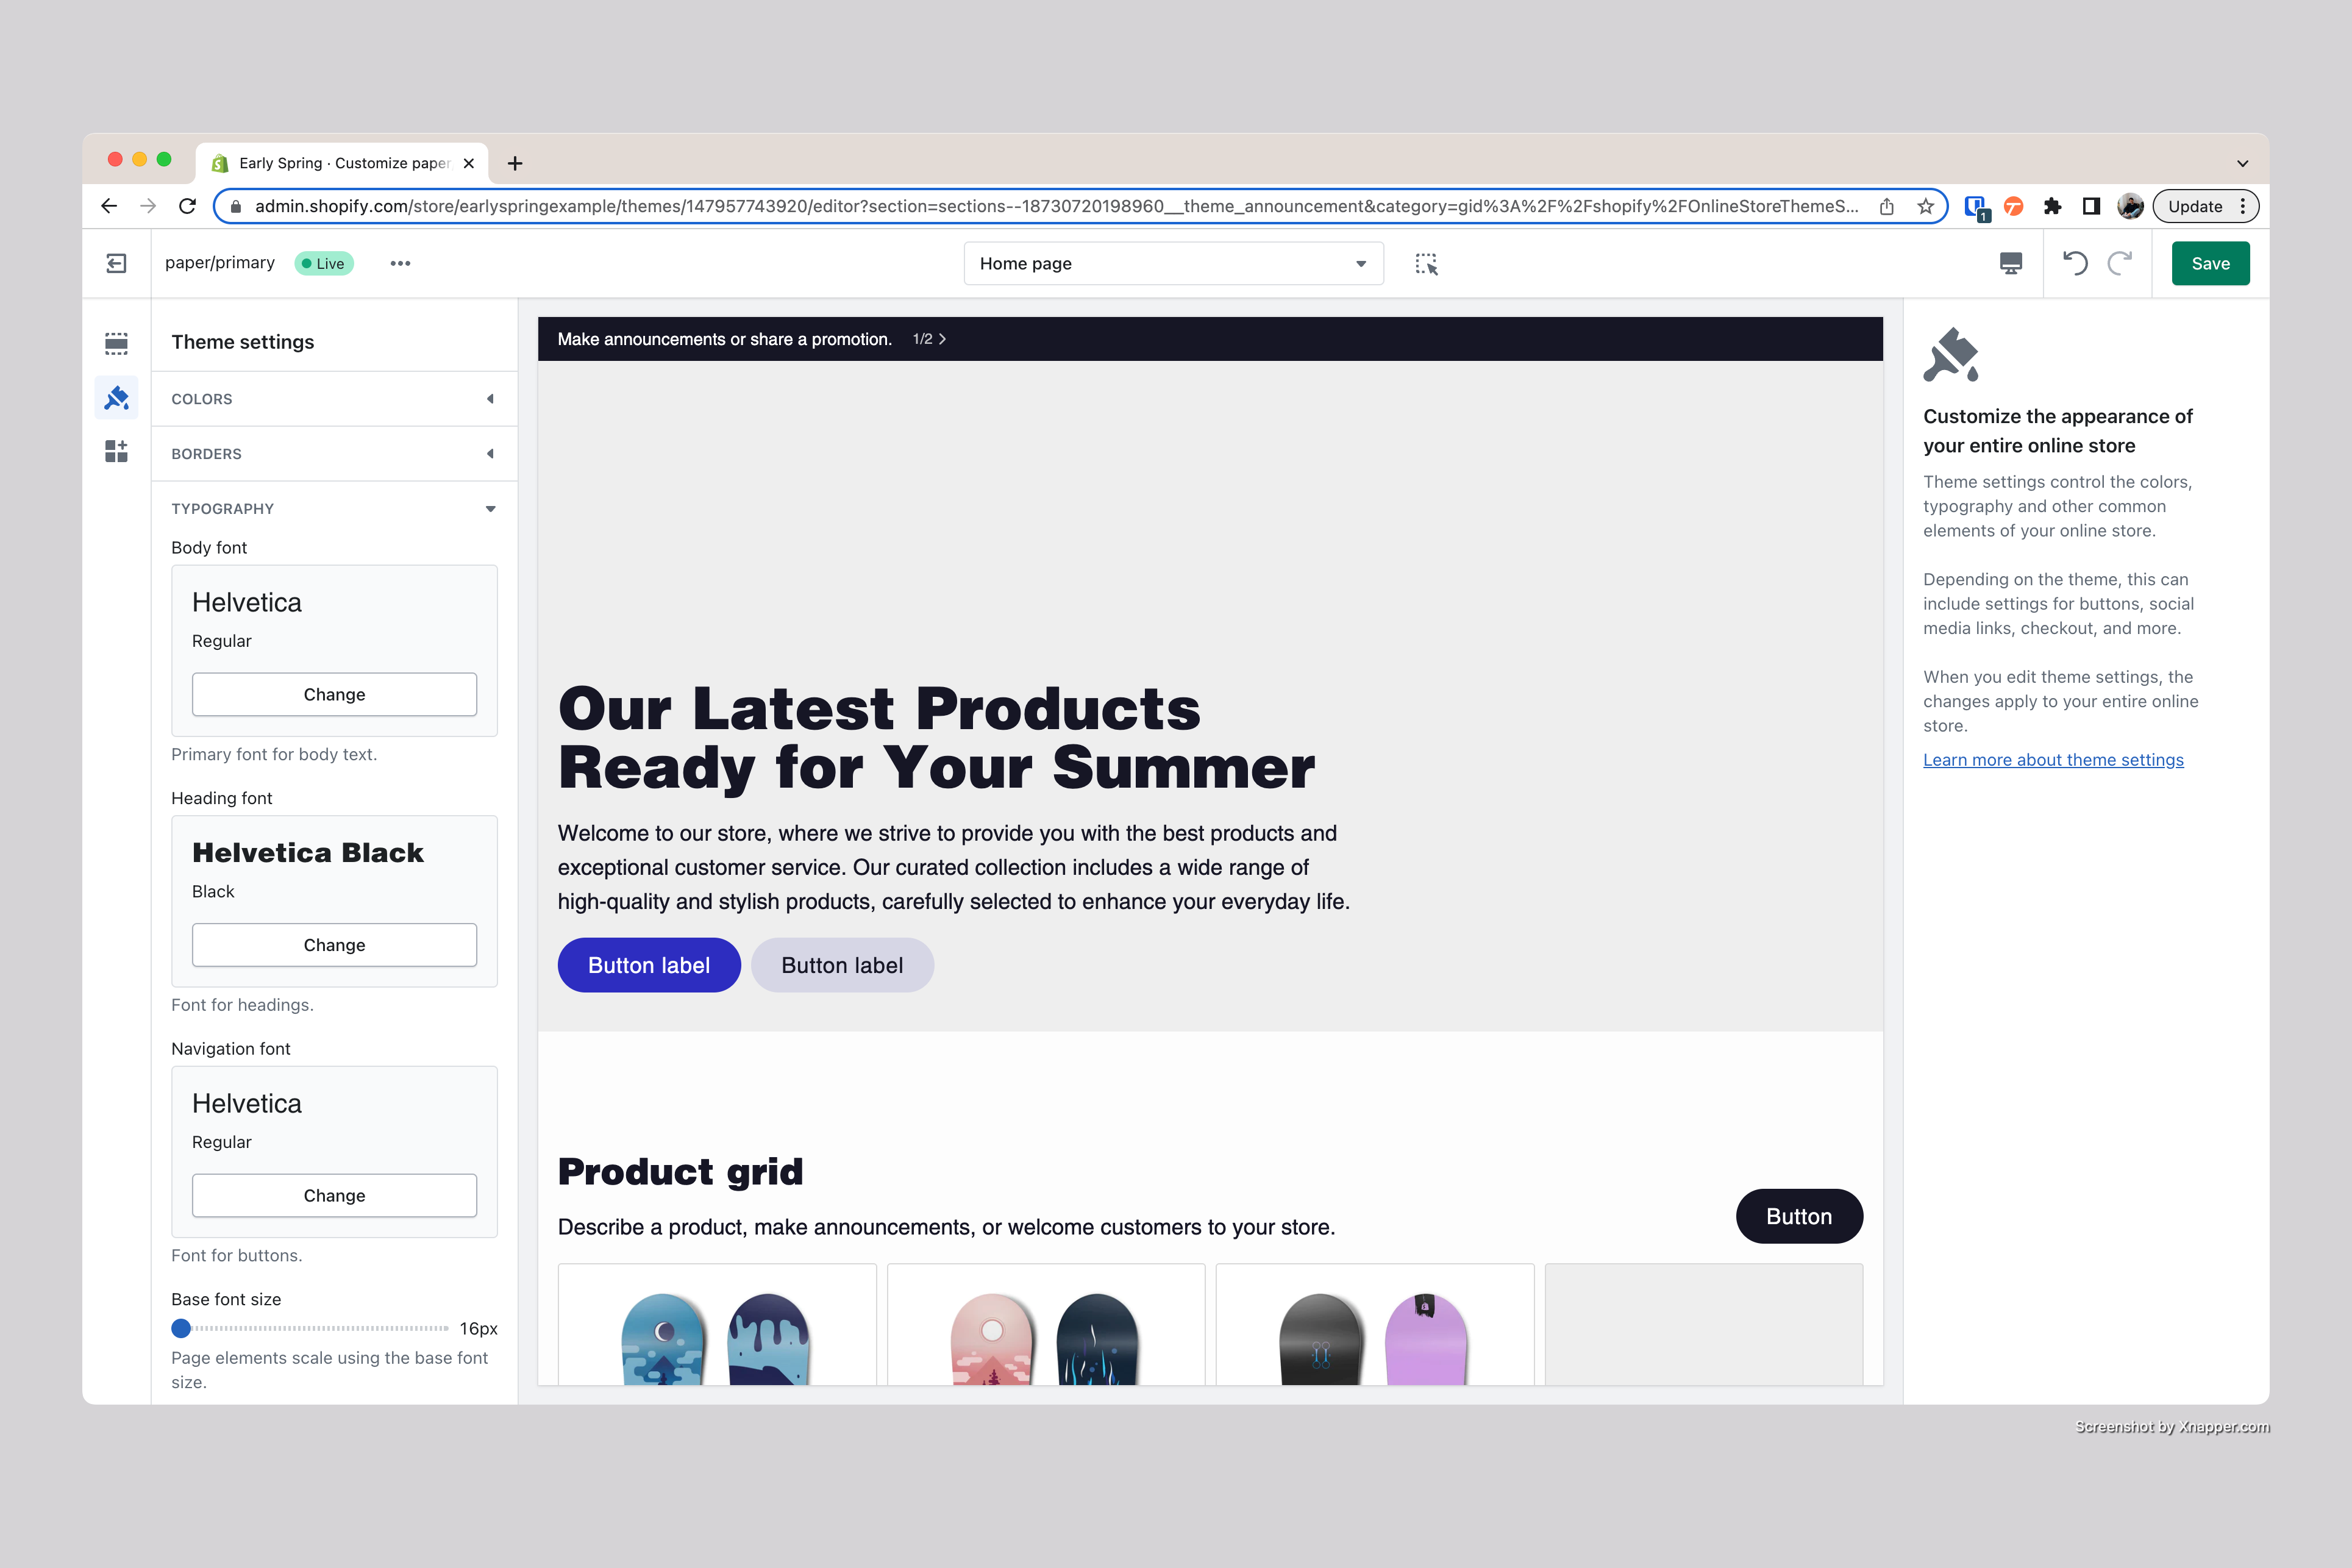 Early Spring · Customize paper
admin.shopify.com/store/earlyspringexample/themes/147957743920/editor?section=sections--18730720198960__theme_announcement&category=gid%3A%2F%2Fshopify%2FOnlineStoreThemeS...
1
Update
paper/primary
Live
Home page
Save
Theme settings
COLORS
BORDERS
TYPOGRAPHY
Body font
Helvetica
Regular
Change
Primary font for body text.
Heading font
Helvetica Black
Black
Change
Font for headings.
Navigation font
Helvetica
Regular
Change
Font for buttons.
Base font size
16px
Page elements scale using the base font
size.
Make announcements or share a promotion. 1/2
Our Latest Products
Ready for Your Summer
Welcome to our store, where we strive to provide you with the best products and
exceptional customer service. Our curated collection includes a wide range of
high-quality and stylish products, carefully selected to enhance your everyday life.
Button label
Button label
Product grid
Describe a product, make announcements, or welcome customers to your store.
Button
Customize the appearance of
your entire online store
Theme settings control the colors,
typography and other common
elements of your online store.
Depending on the theme, this can
include settings for buttons, social
media links, checkout, and more.
When you edit theme settings, the
changes apply to your entire online
store.
Learn more about theme settings
Screenshot by Xnapper.com